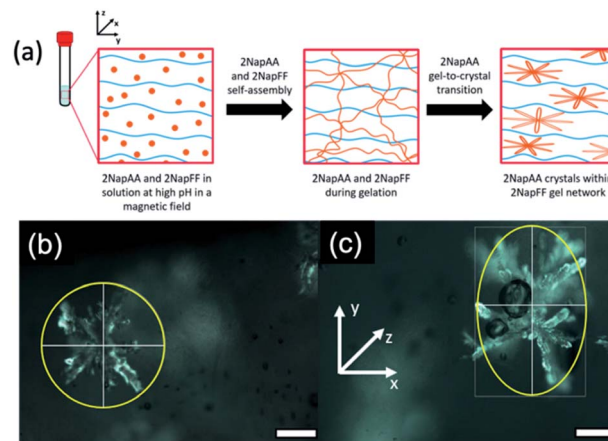 (a)
z
x
y
2NapAA
and 2NapFF
self-assembly
2NapAA
gel-to-crystal
transition
2NapAA and 2NapFF in
solution at high pH in a
magnetic field
2NapAA and 2NapFF
during gelation
2NapAA crystals within
2NapFF gel network
(b)
(c)
y
z
x